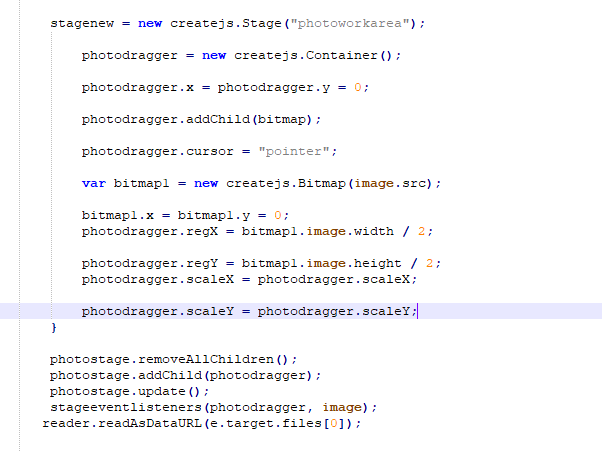 stagenew = new createjs.Stage("photoworkarea");
photodragger = new createjs.Container();
photodragger.x = photodragger.y = 0;
photodragger.addChild(bitmap);
photodragger.cursor = "pointer";
var bitmap1 = new createjs.Bitmap(image.src);
bitmap1.x = bitmap1.y = 0;
photodragger.regX = bitmap1.image.width / 2;
photodragger.regY = bitmap1.image.height / 2;
photodragger.scaleX = photodragger.scaleX;
photodragger.scaleY = photodragger.scaleY;
}
photostage.removeAllChildren();
photostage.addChild(photodragger);
photostage.update();
stageeventlisteners(photodragger, image);
reader.readAsDataURL(e.target.files[0]);